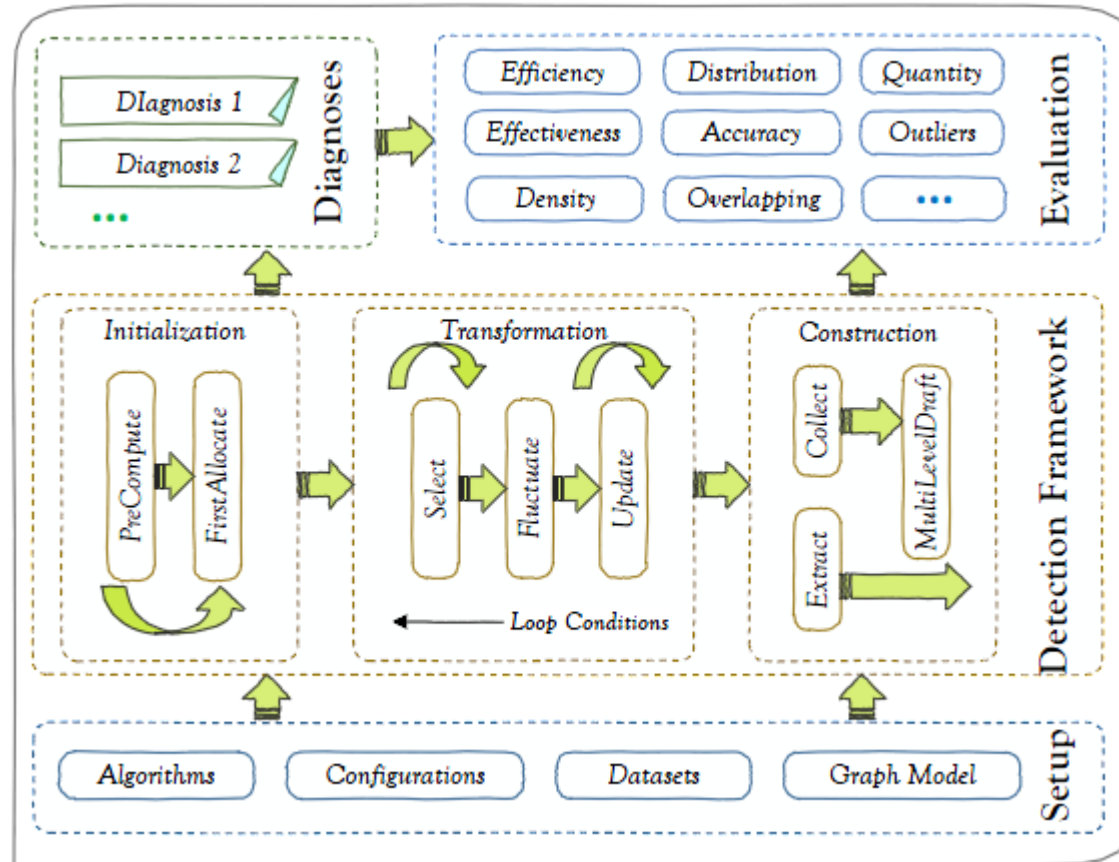 DIagnosis 1
Diagnosis 2
...
Diagnoses
Efficiency
Distribution
Quantity
Effectiveness
Accuracy
Outliers
Density
Overlapping
...
Evaluation
Initialization
PreCompute
FirstAllocate
Transformation
Select
Fluctuate
Update
Loop Conditions
Construction
Collect
Extract
MultiLevelDraft
Detection Framework
Algorithms
Configurations
Datasets
Graph Model
Setup